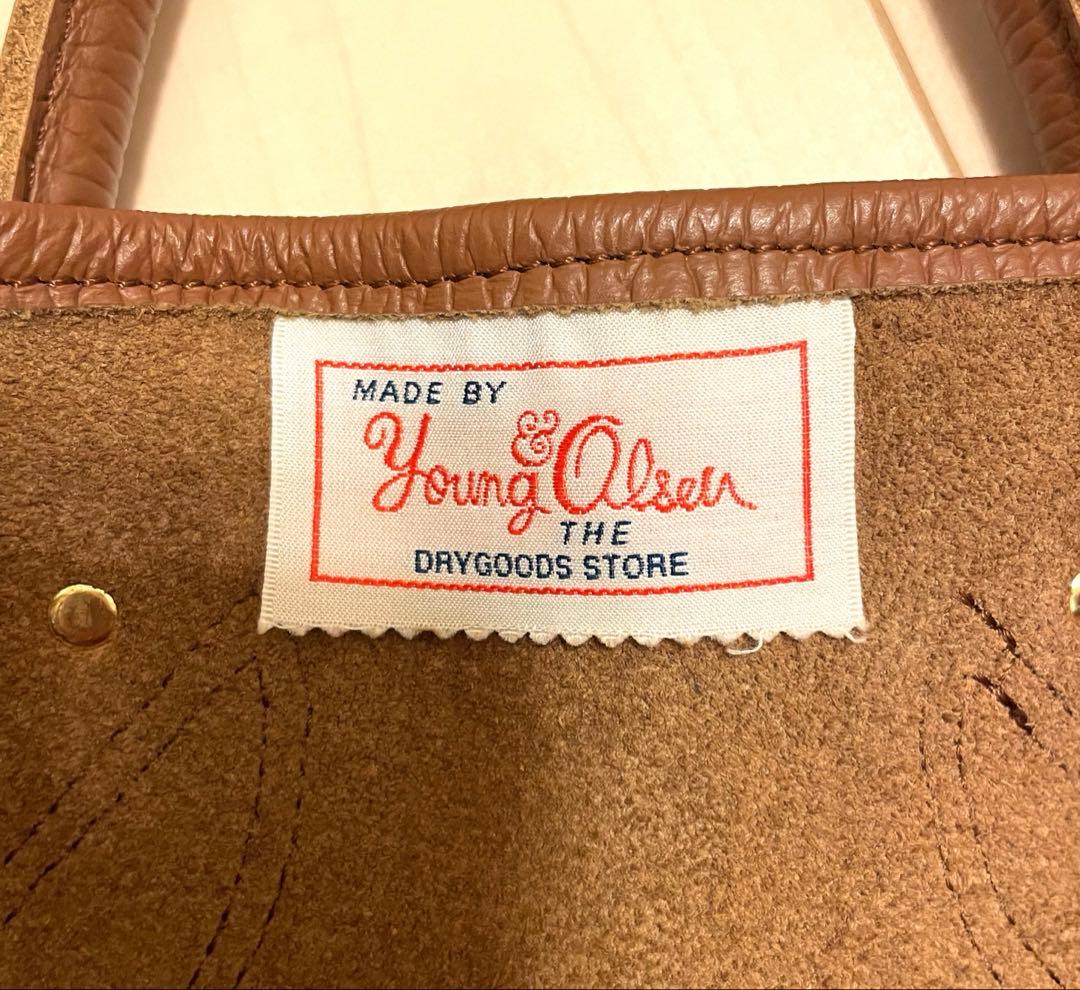 MADE BY
Young & Olsen
THE
DRYGOODS STORE